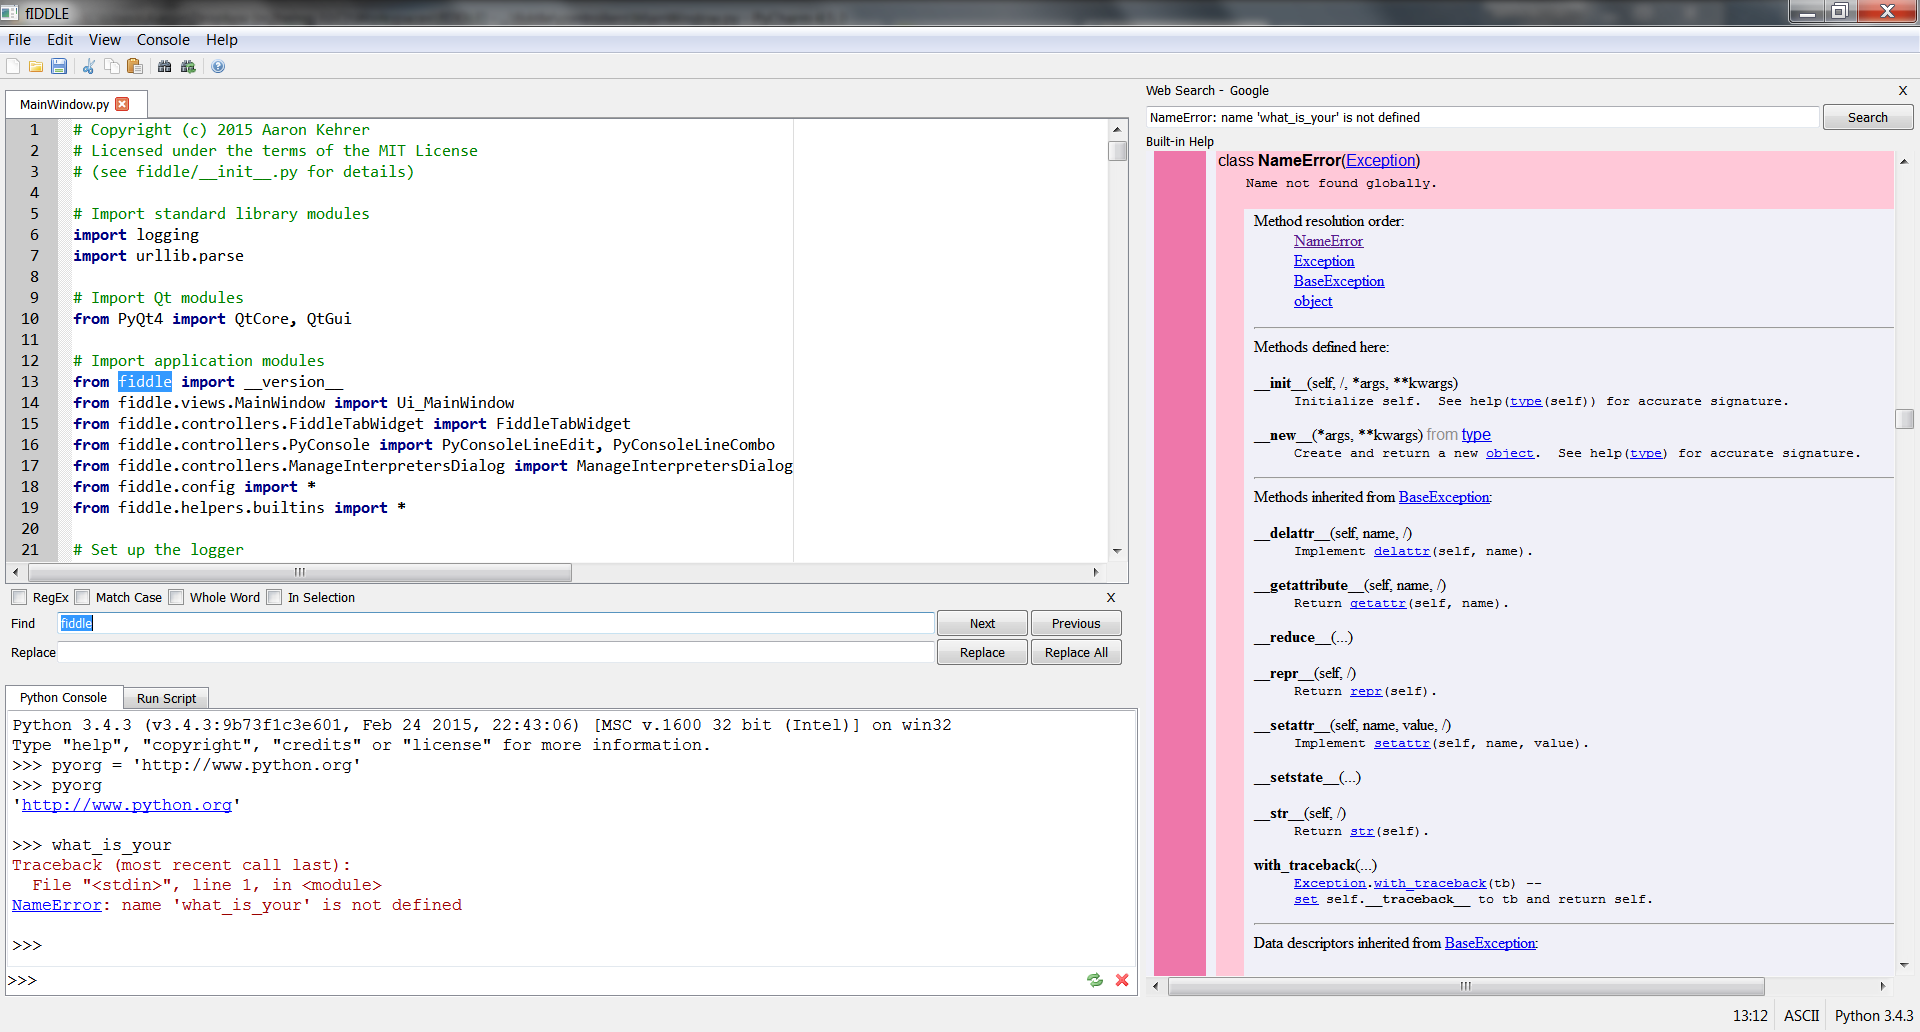 fIDDLE
File Edit View Console Help
MainWindow.py
1 # Copyright (c) 2015 Aaron Kehrer
2 # Licensed under the terms of the MIT License
3 # (see fiddle/__init__.py for details)
4
5 # Import standard library modules
6 import logging
7 import urllib.parse
8
9 # Import Qt modules
10 from PyQt4 import QtCore, QtGui
11
12 # Import application modules
13 from fiddle import __version__
14 from fiddle.views.MainWindow import Ui_MainWindow
15 from fiddle.controllers.FiddleTabWidget import FiddleTabWidget
16 from fiddle.controllers.PyConsole import PyConsoleLineEdit, PyConsoleLineCombo
17 from fiddle.controllers.ManageInterpretersDialog import ManageInterpretersDialog
18 from fiddle.config import *
19 from fiddle.helpers.builtins import *
20
21 # Set up the logger
RegEx Match Case Whole Word In Selection X
Find fiddle Next Previous
Replace Replace Replace All
Python Console Run Script
Python 3.4.3 (v3.4.3:9b73f1c3e601, Feb 24 2015, 22:43:06) [MSC v.1600 32 bit (Intel)] on win32
Type "help", "copyright", "credits" or "license" for more information.
>>> pyorg = 'http://www.python.org'
>>> pyorg
'http://www.python.org'
>>> what_is_your
Traceback (most recent call last):
  File "<stdin>", line 1, in <module>
NameError: name 'what_is_your' is not defined
>>>
>>>
Web Search - Google X
NameError: name 'what_is_your' is not defined Search
Built-in Help
class NameError(Exception)
Name not found globally.
Method resolution order:
NameError
Exception
BaseException
object
Methods defined here:
__init__(self, /, *args, **kwargs)
Initialize self.  See help(type(self)) for accurate signature.
__new__(*args, **kwargs) from type
Create and return a new object.  See help(type) for accurate signature.
Methods inherited from BaseException:
__delattr__(self, name, /)
Implement delattr(self, name).
__getattribute__(self, name, /)
Return getattr(self, name).
__reduce__(...)
__repr__(self, /)
Return repr(self).
__setattr__(self, name, value, /)
Implement setattr(self, name, value).
__setstate__(...)
__str__(self, /)
Return str(self).
with_traceback(...)
Exception.with_traceback(tb) --
set self.__traceback__ to tb and return self.
Data descriptors inherited from BaseException:
13:12 ASCII Python 3.4.3